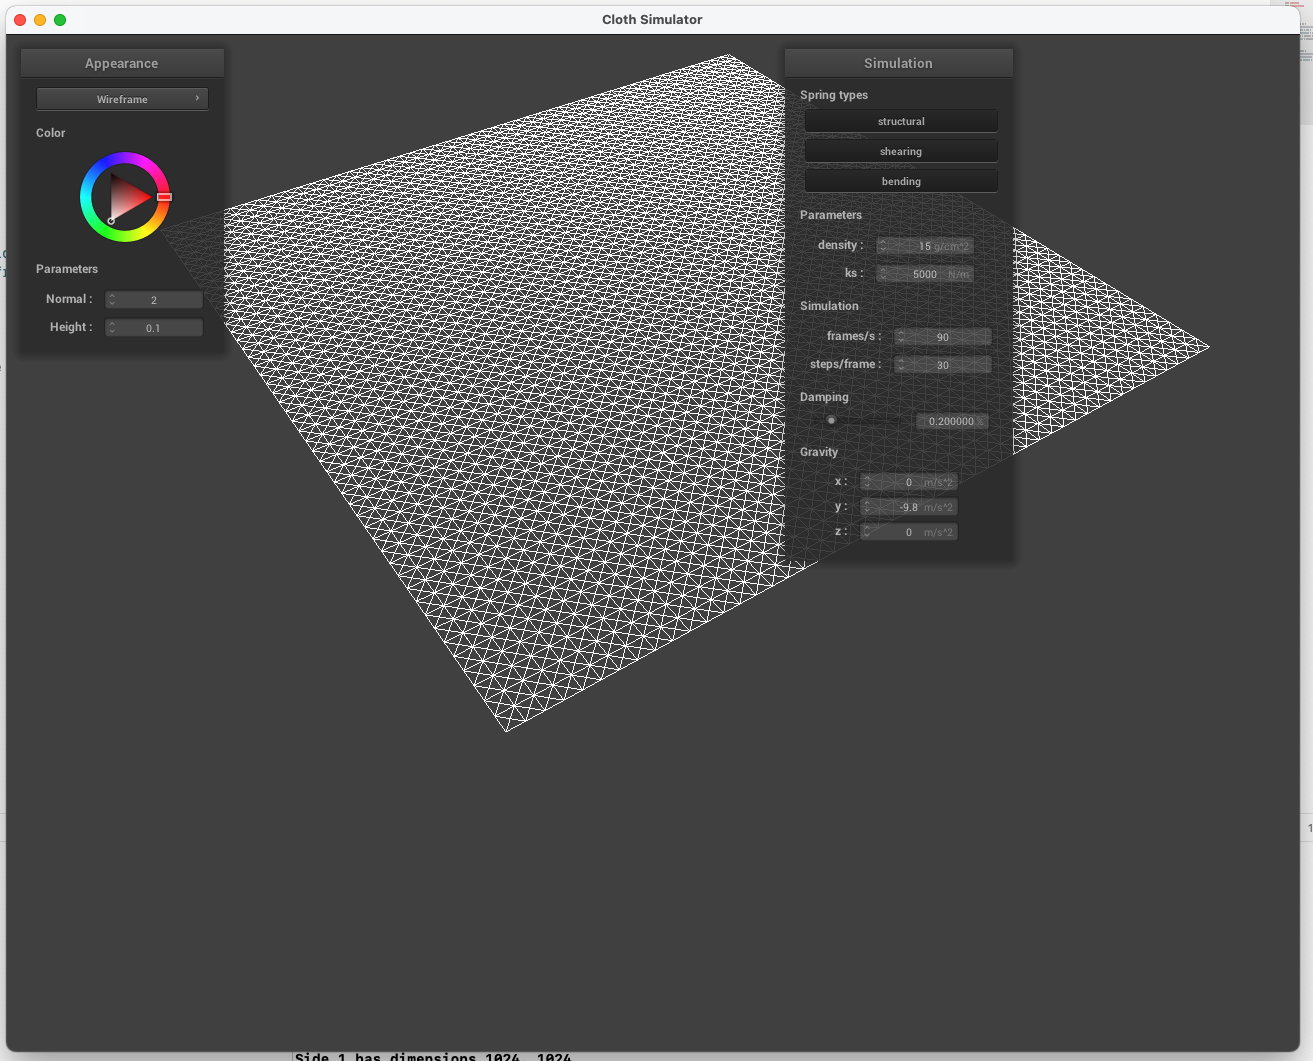 Cloth Simulator
Appearance
Wireframe
Color
Parameters
Normal : 2
Height : 0.1
Simulation
Spring types
structural
shearing
bending
Parameters
density : 15 g/cm^2
ks : 5000 N/m
Simulation
frames/s : 90
steps/frame : 30
Damping
0.200000 %
Gravity
x : 0 m/s^2
y : -9.8 m/s^2
z : 0 m/s^2
Side 1 has dimensions 1024, 1024